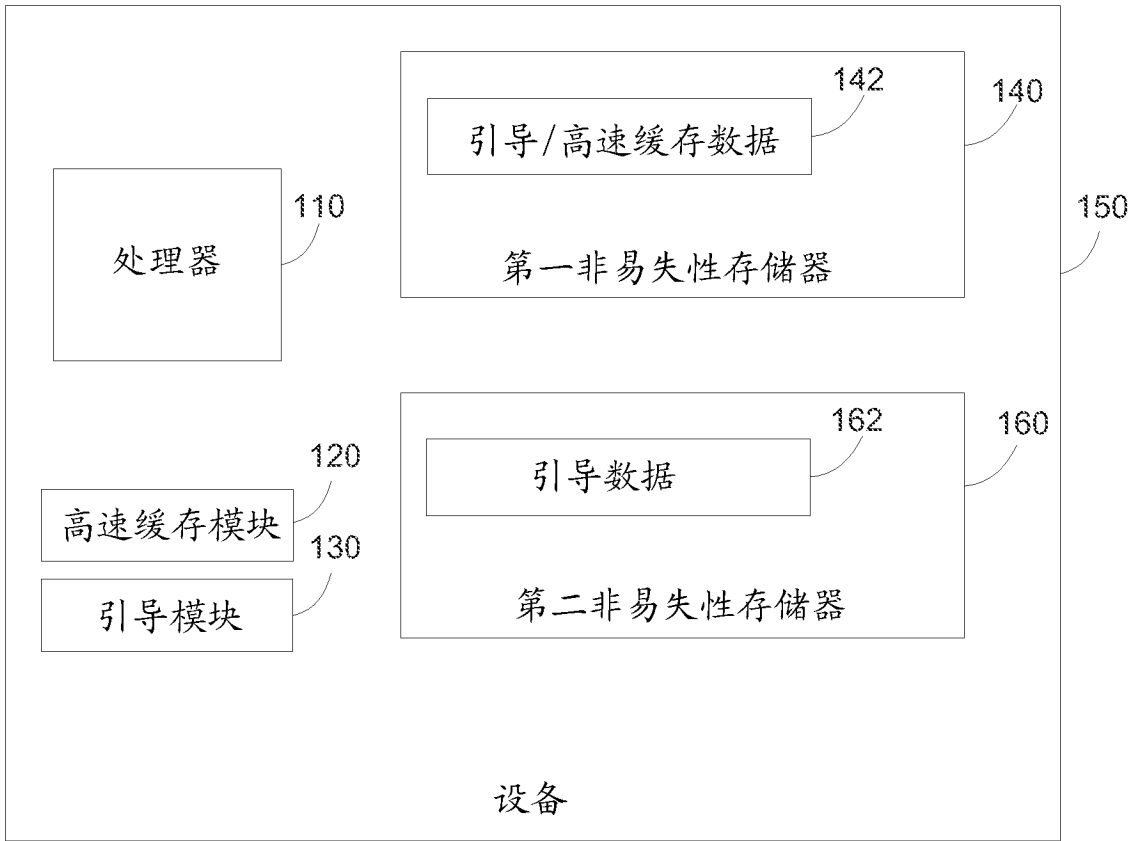 142
140
引导/高速缓存数据
110
150
处理器
第一非易失性存储器
162
160
120
引导数据
高速缓存模块
130
引导模块
第二非易失性存储器
设备